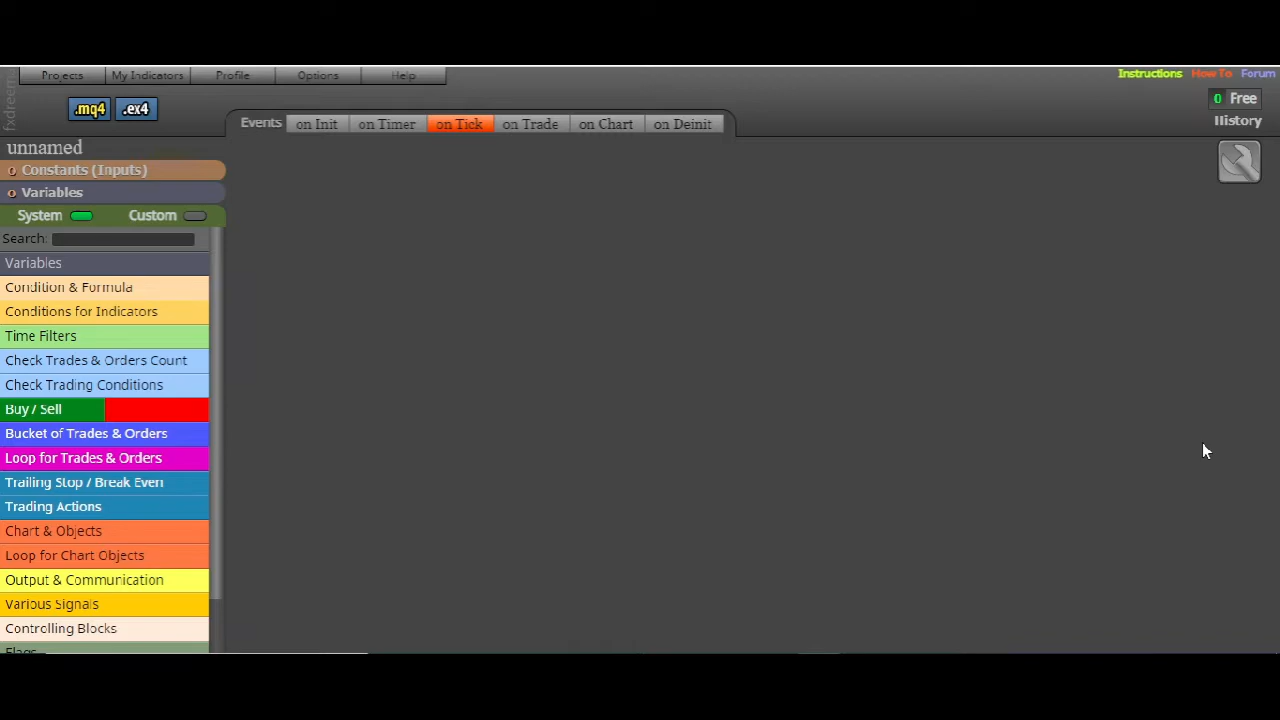 Projects My Indicators Profile Options Help
Instructions How To Forum
.mq4 .ex4
0 Free
History
Events on Init on Timer on Tick on Trade on Chart on Deinit
unnamed
0 Constants (Inputs)
0 Variables
System Custom
Search:
Variables
Condition & Formula
Conditions for Indicators
Time Filters
Check Trades & Orders Count
Check Trading Conditions
Buy / Sell
Bucket of Trades & Orders
Loop for Trades & Orders
Trailing Stop / Break Even
Trading Actions
Chart & Objects
Loop for Chart Objects
Output & Communication
Various Signals
Controlling Blocks
Flags